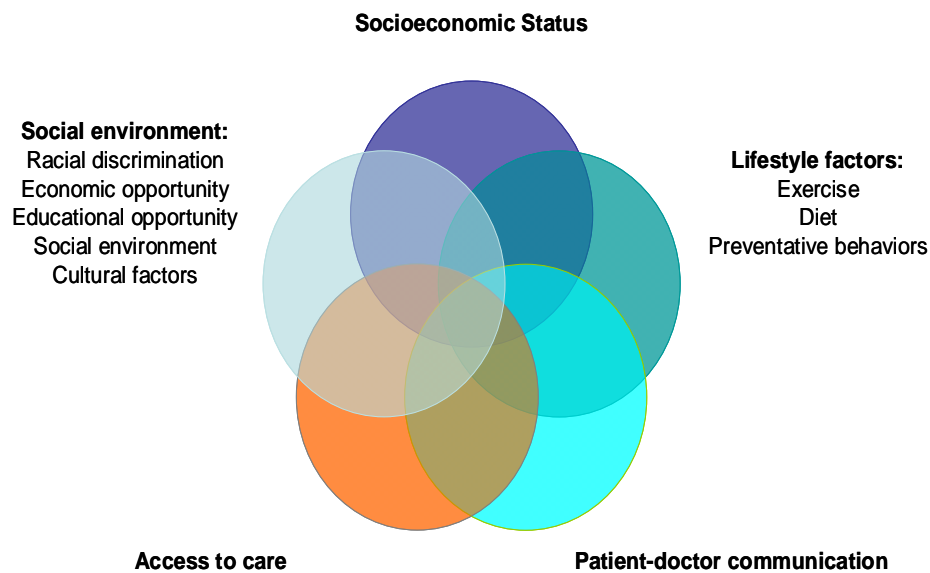 Socioeconomic Status
Social environment:
Racial discrimination
Economic opportunity
Educational opportunity
Social environment
Cultural factors
Lifestyle factors:
Exercise
Diet
Preventative behaviors
Access to care
Patient-doctor communication